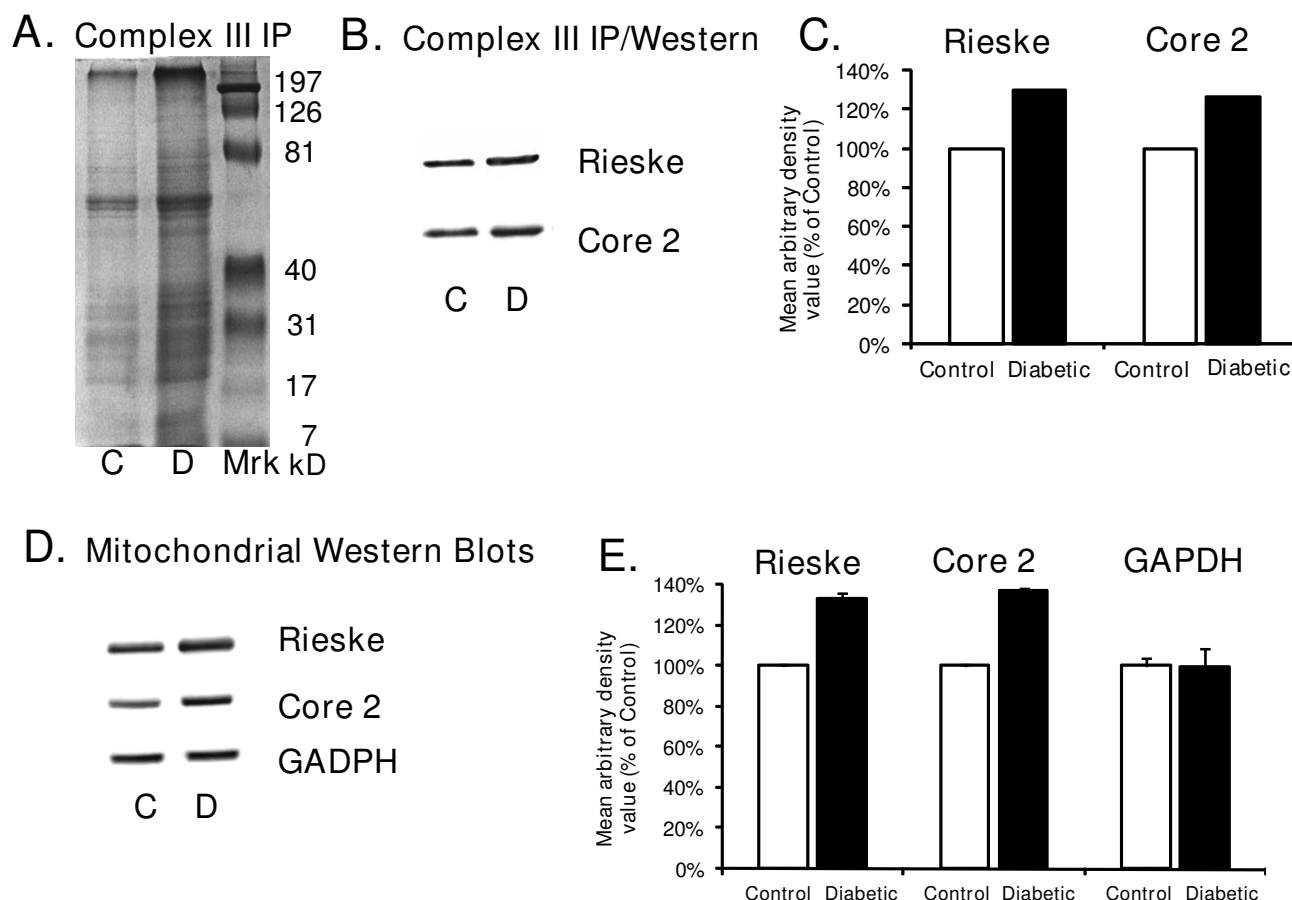 A. Complex III IP
197
126
81
40
31
17
7
C D Mrk kD
B. Complex III IP/Western
Rieske
Core 2
C D
C.
Rieske Core 2
Mean arbitrary density
value (% of Control)
140%
120%
100%
80%
60%
40%
20%
0%
Control Diabetic Control Diabetic
D. Mitochondrial Western Blots
Rieske
Core 2
GADPH
C D
E.
Rieske Core 2 GAPDH
Mean arbitrary density
value (% of Control)
140%
120%
100%
80%
60%
40%
20%
0%
Control Diabetic Control Diabetic Control Diabetic